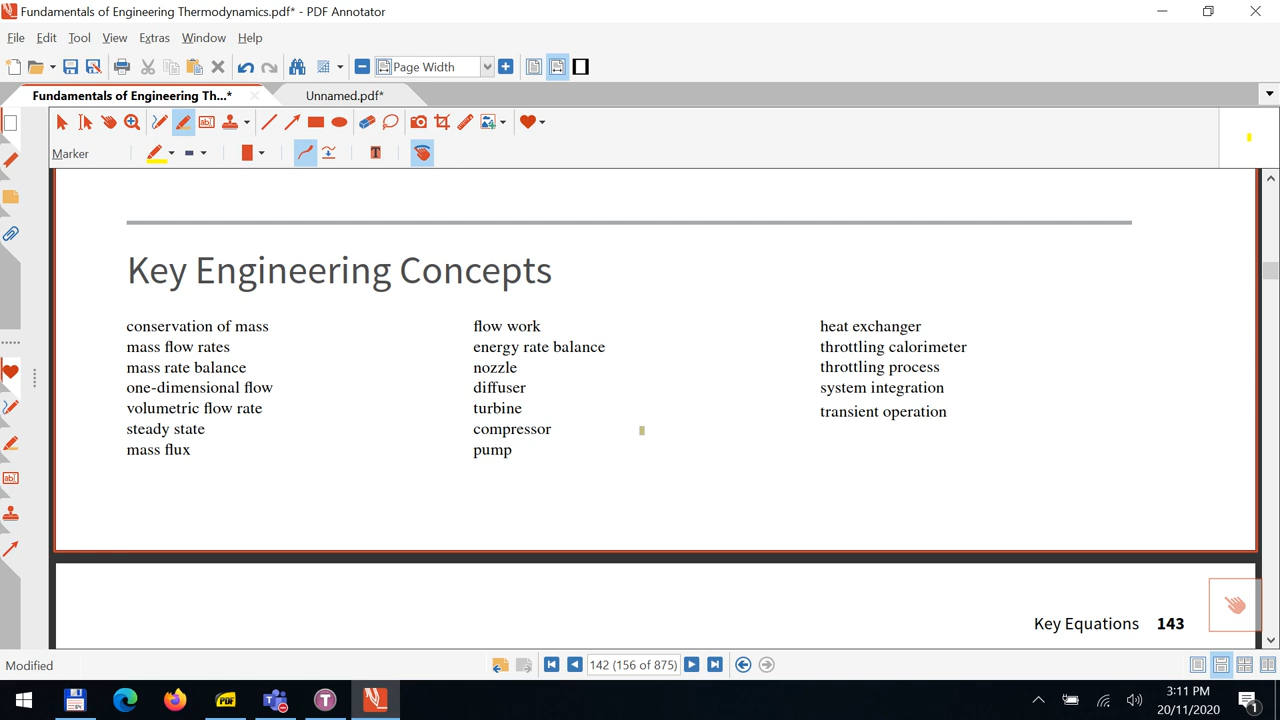 Fundamentals of Engineering Thermodynamics.pdf* - PDF Annotator
File Edit Tool View Extras Window Help
Page Width
Fundamentals of Engineering Th...*
Unnamed.pdf*
Marker
Key Engineering Concepts
conservation of mass
mass flow rates
mass rate balance
one-dimensional flow
volumetric flow rate
steady state
mass flux
flow work
energy rate balance
nozzle
diffuser
turbine
compressor
pump
heat exchanger
throttling calorimeter
throttling process
system integration
transient operation
Key Equations 143
Modified
142 (156 of 875)
PDF
T
3:11 PM
20/11/2020
1